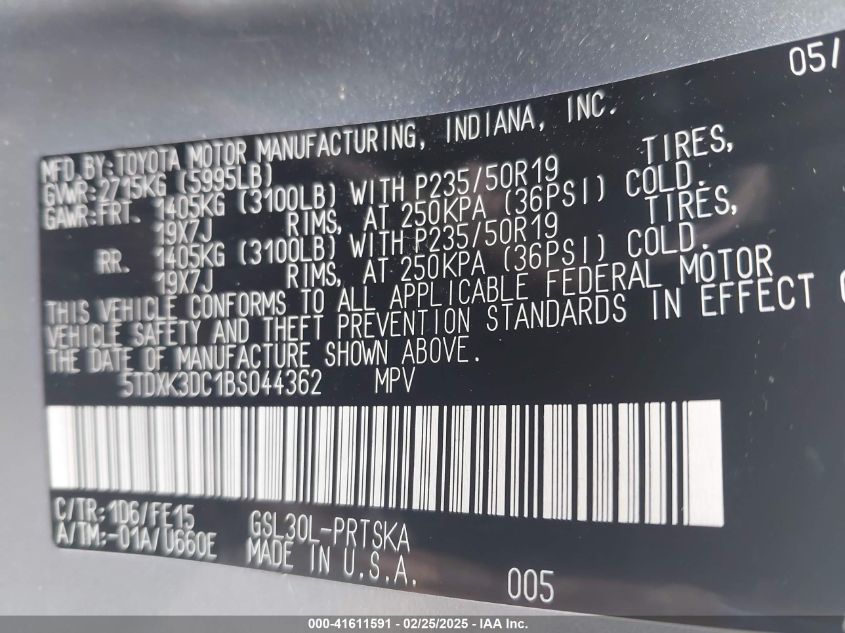 05/
MFD.BY:TOYOTA MOTOR MANUFACTURING, INDIANA, INC.
GVWR:2715KG (5995LB)
GAWR:FRT. 1405KG (3100LB) WITH P235/50R19 TIRES,
19X7J RIMS, AT 250KPA (36PSI) COLD.
RR. 1405KG (3100LB) WITH P235/50R19 TIRES,
19X7J RIMS, AT 250KPA (36PSI) COLD.
THIS VEHICLE CONFORMS TO ALL APPLICABLE FEDERAL MOTOR
VEHICLE SAFETY AND THEFT PREVENTION STANDARDS IN EFFECT
THE DATE OF MANUFACTURE SHOWN ABOVE.
5TDXK3DC1BS044362 MPV
C/TR:1D6/FE15
A/TM:-01A/U660E
GSL30L-PRTSKA
MADE IN U.S.A.
005
000-41611591 - 02/25/2025 - IAA Inc.